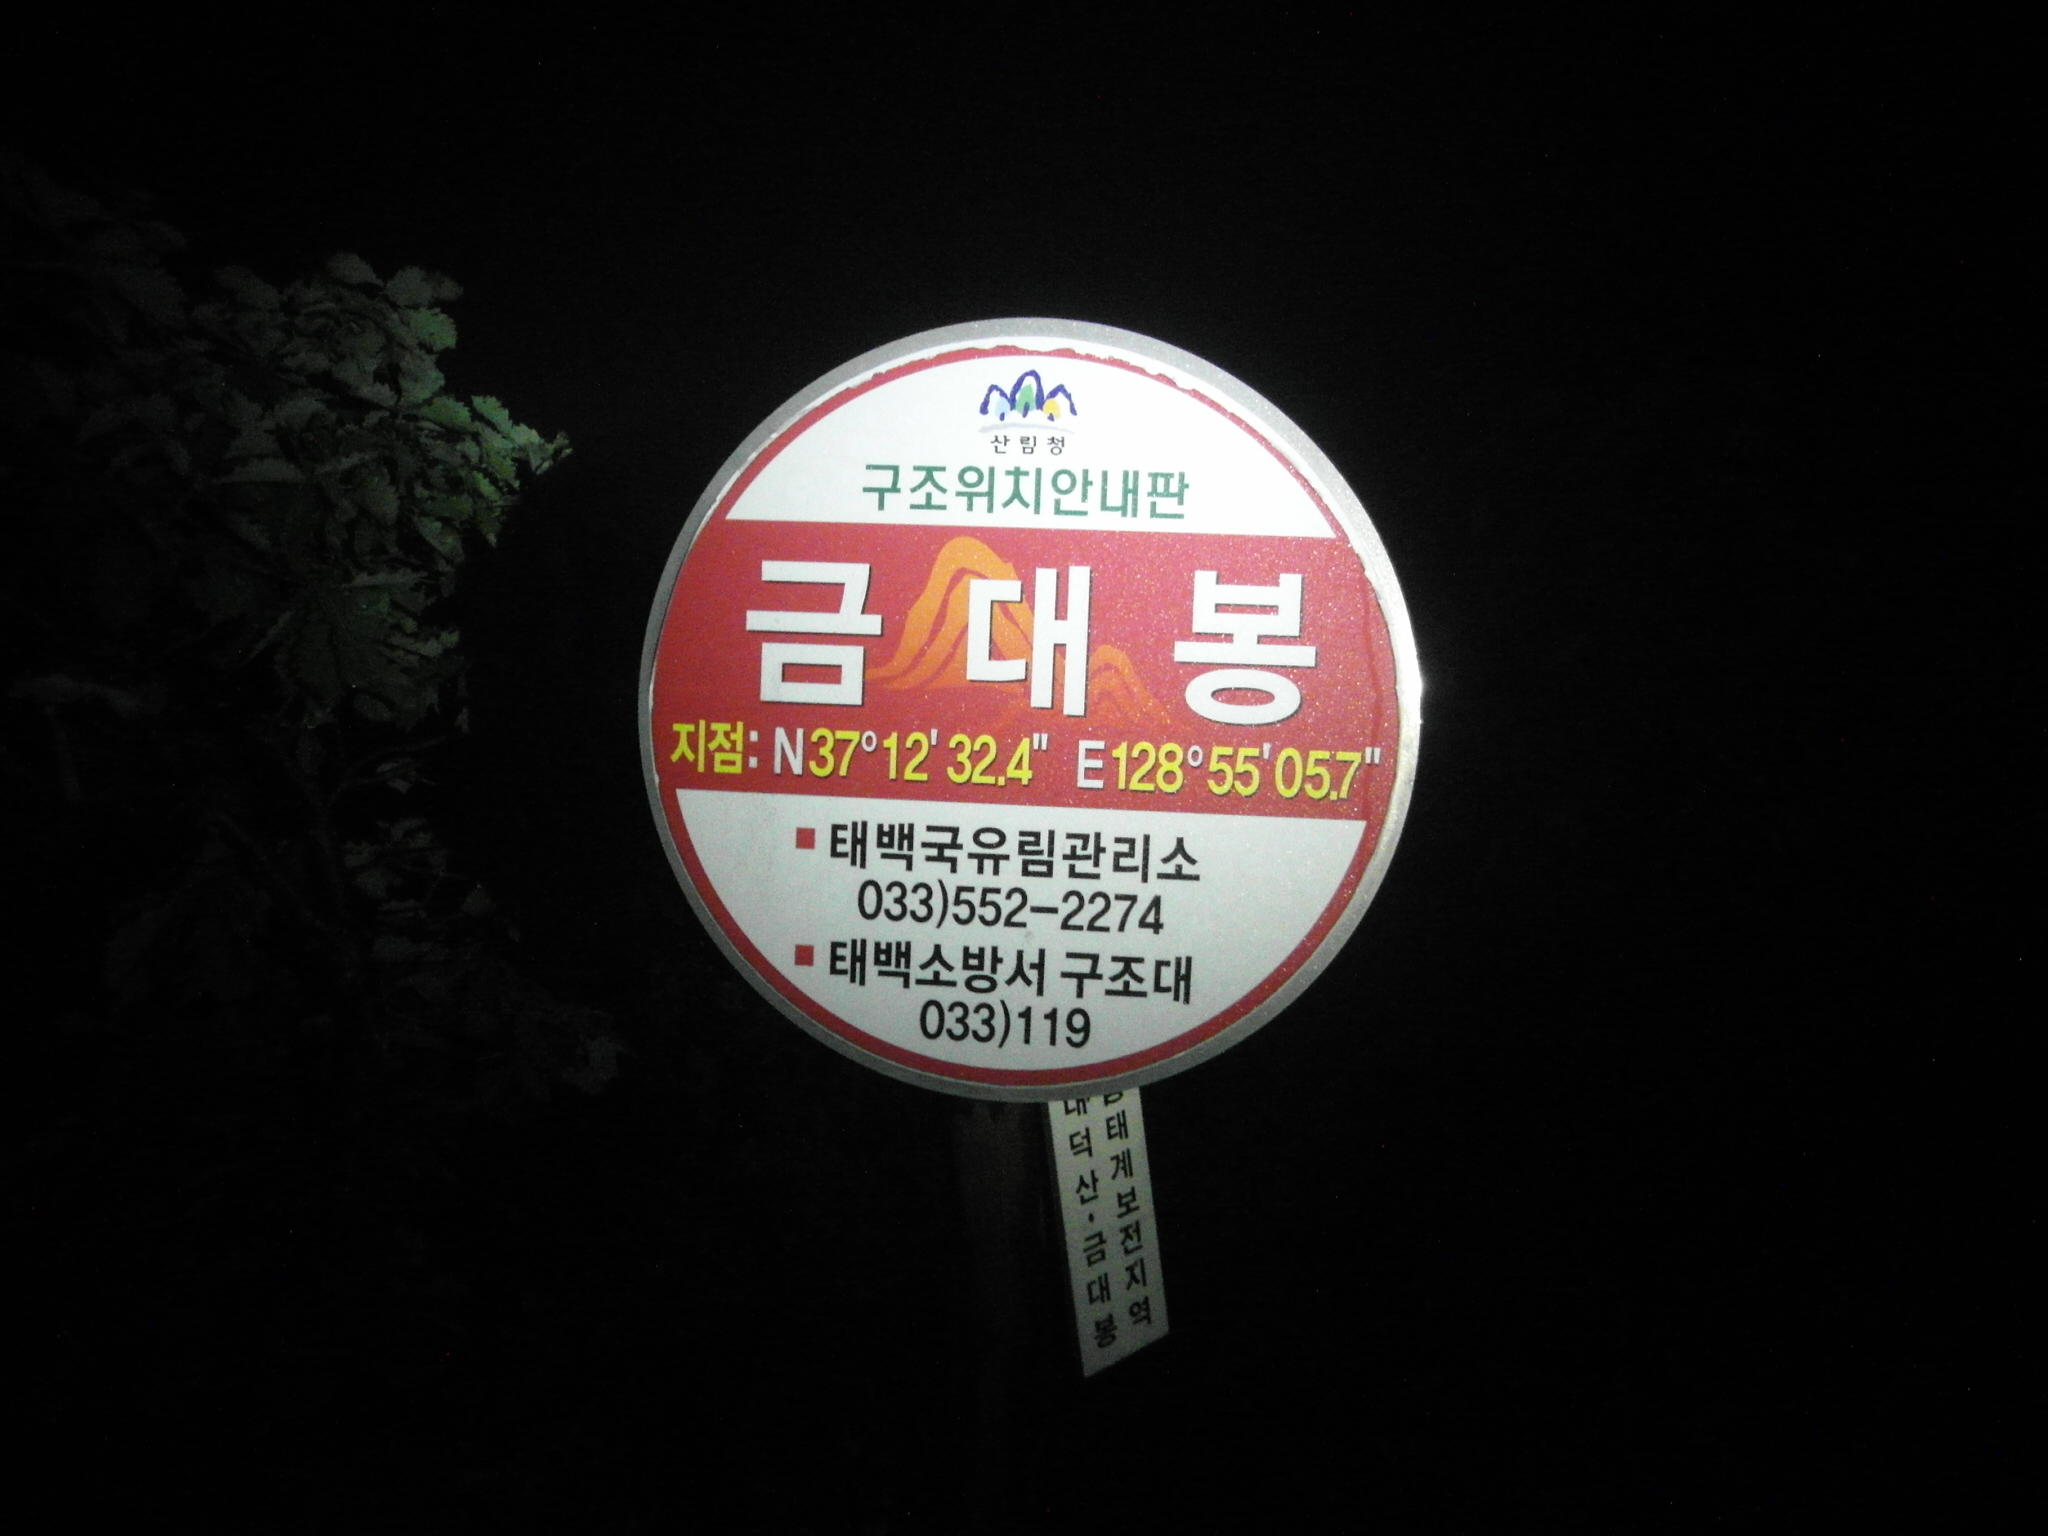 산림청
구조위치안내판
금대봉
지점: N37°12'32.4" E128°55'05.7"
▪태백국유림관리소
033)552-2274
▪태백소방서 구조대
033)119
대덕산·금대봉
생태계보전지역